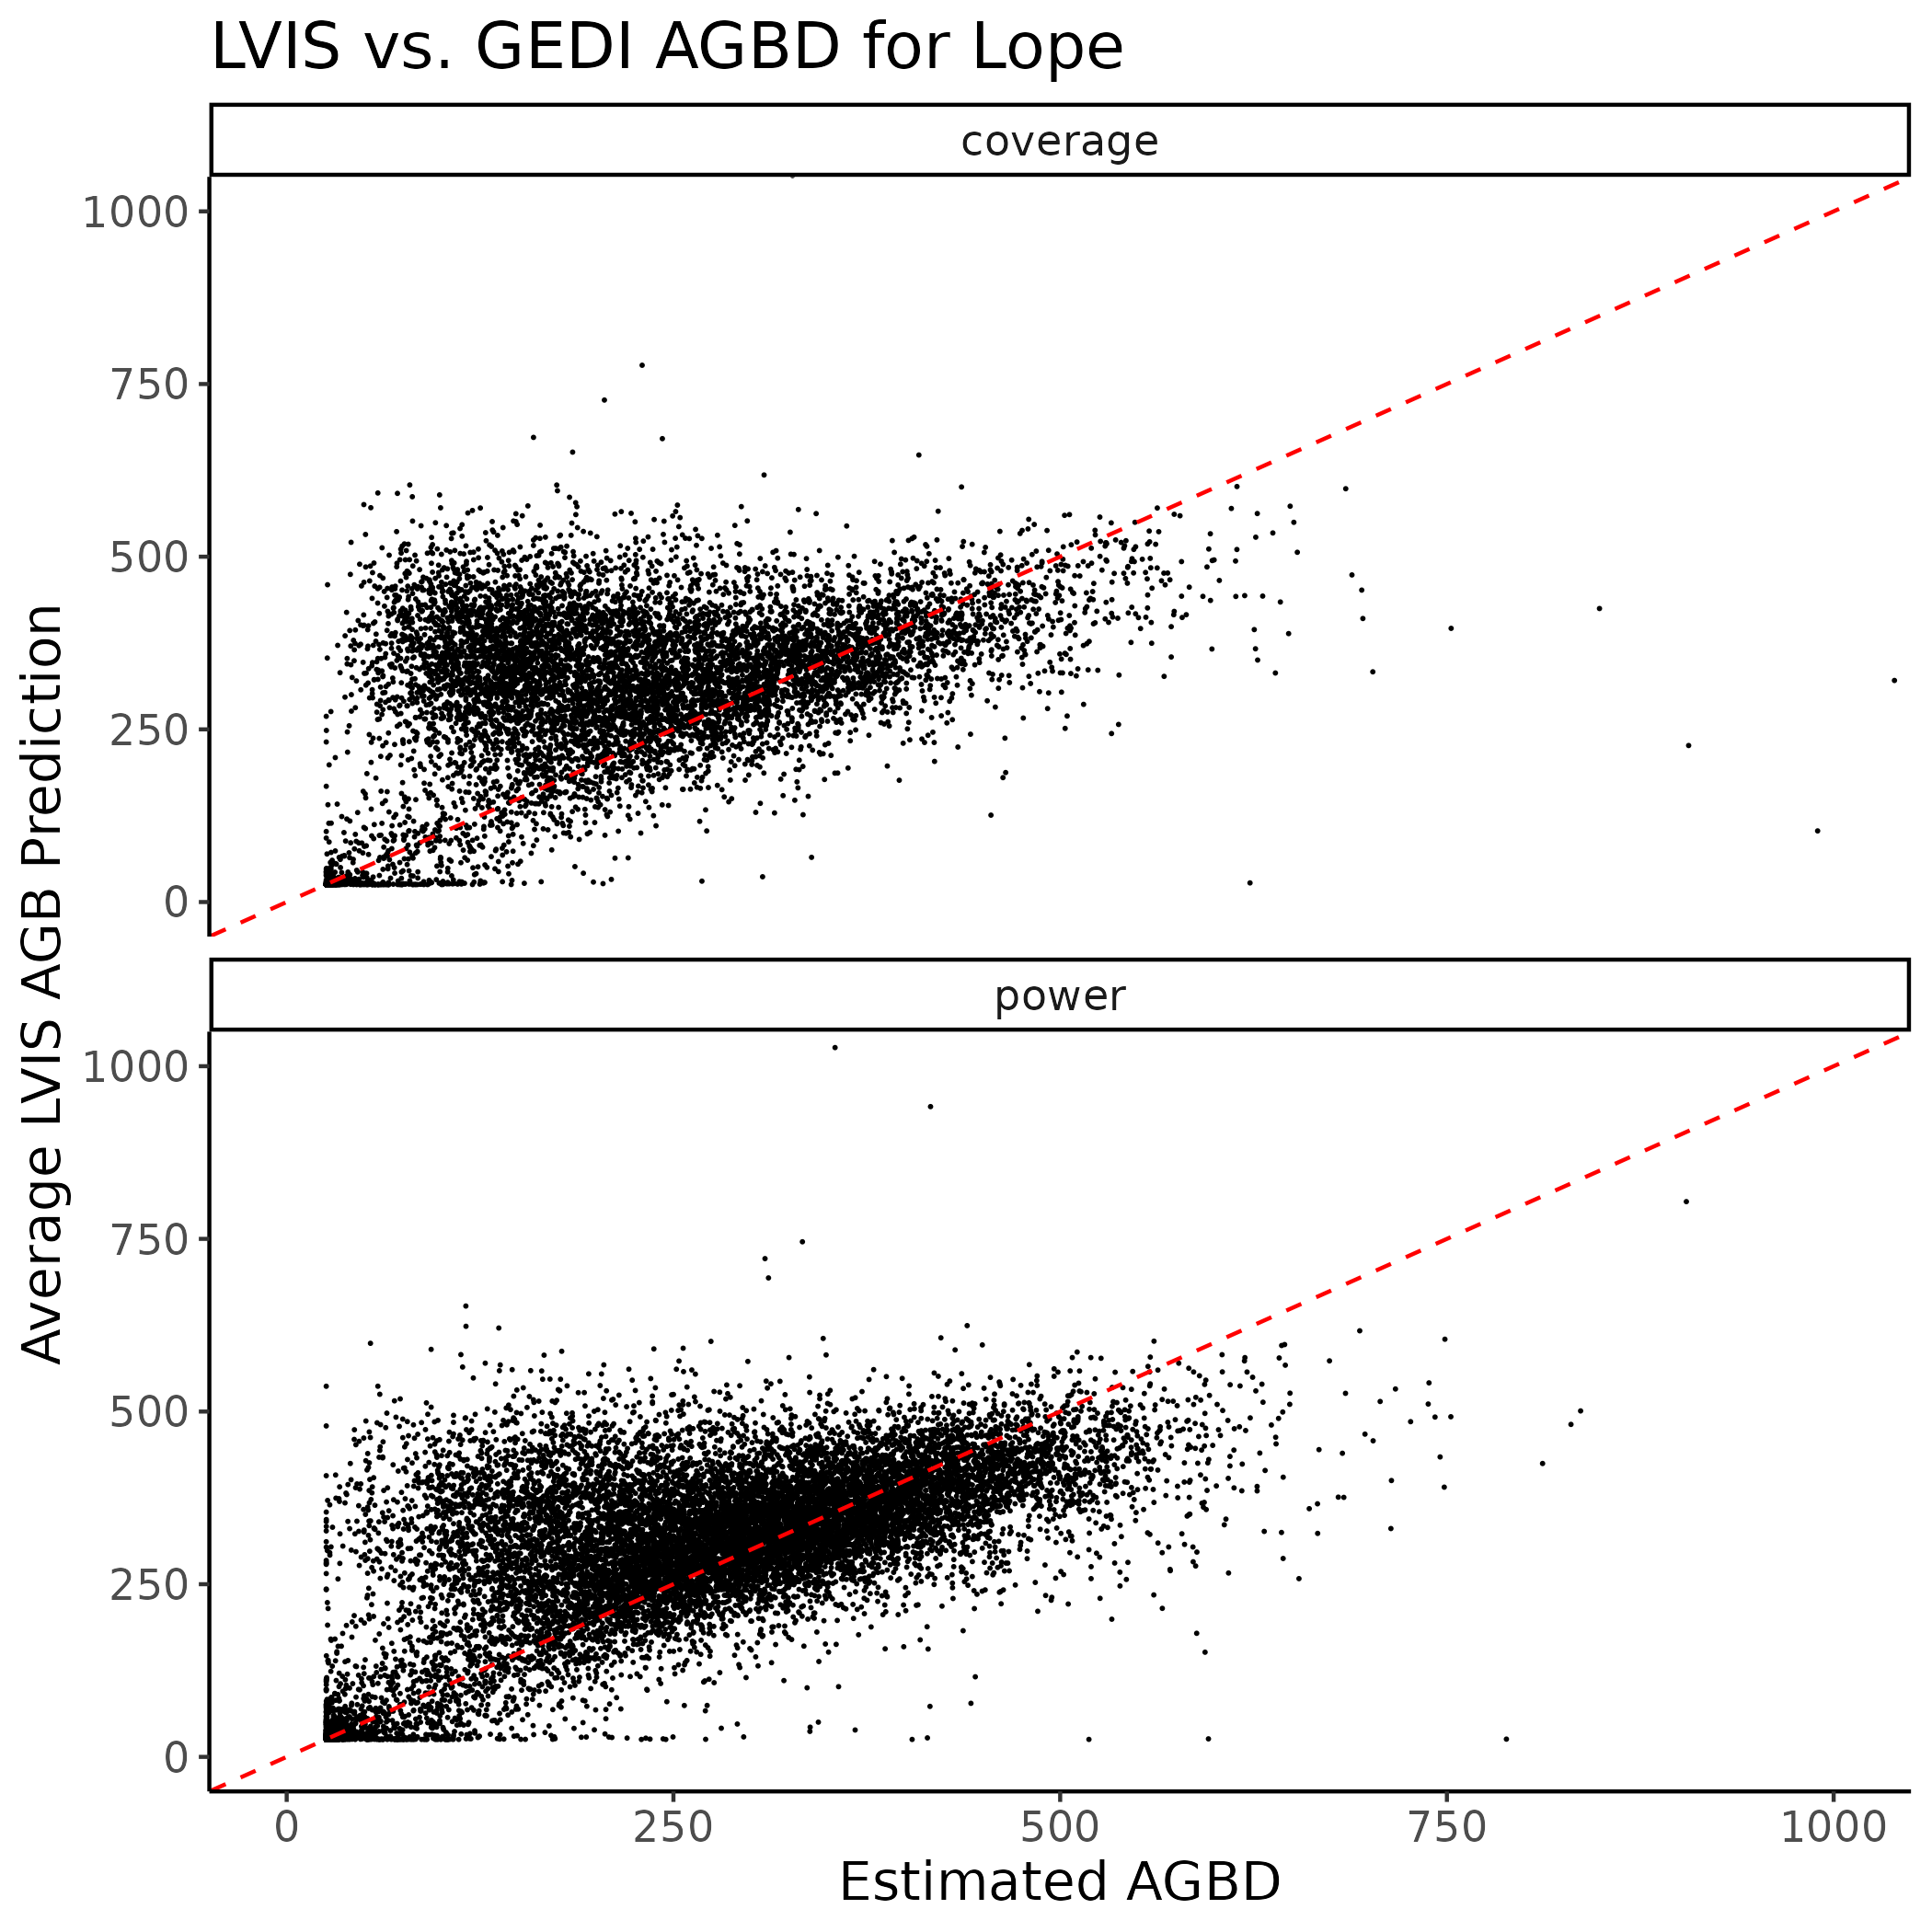 LVIS vs. GEDI AGBD for Lope
coverage
1000
750
500
250
0
power
1000
750
500
250
0
0 250 500 750 1000
Estimated AGBD
Average LVIS AGB Prediction